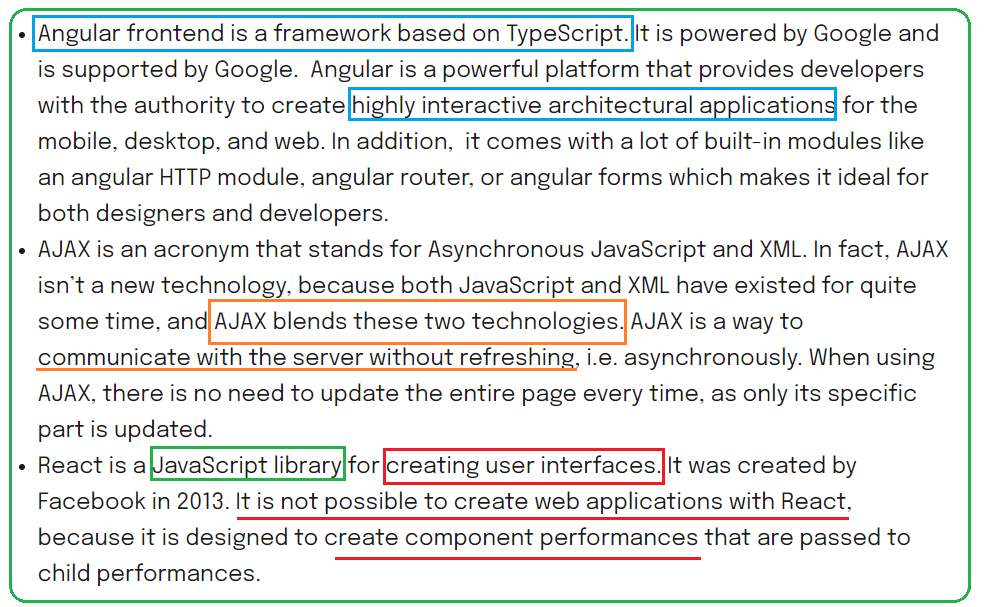 • Angular frontend is a framework based on TypeScript. It is powered by Google and
is supported by Google.  Angular is a powerful platform that provides developers
with the authority to create highly interactive architectural applications for the
mobile, desktop, and web. In addition,  it comes with a lot of built-in modules like
an angular HTTP module, angular router, or angular forms which makes it ideal for
both designers and developers.
• AJAX is an acronym that stands for Asynchronous JavaScript and XML. In fact, AJAX
isn’t a new technology, because both JavaScript and XML have existed for quite
some time, and AJAX blends these two technologies. AJAX is a way to
communicate with the server without refreshing, i.e. asynchronously. When using
AJAX, there is no need to update the entire page every time, as only its specific
part is updated.
• React is a JavaScript library for creating user interfaces. It was created by
Facebook in 2013. It is not possible to create web applications with React,
because it is designed to create component performances that are passed to
child performances.